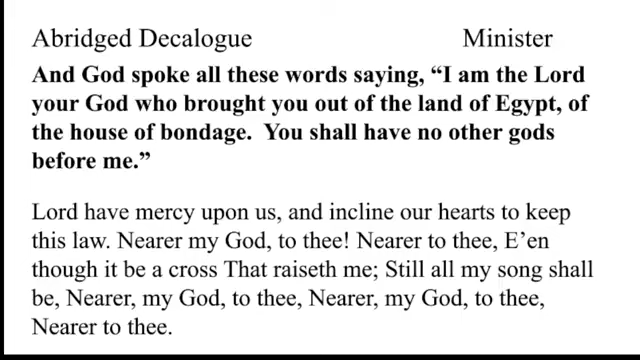 Abridged Decalogue Minister
And God spoke all these words saying, “I am the Lord
your God who brought you out of the land of Egypt, of
the house of bondage.  You shall have no other gods
before me.”
Lord have mercy upon us, and incline our hearts to keep
this law. Nearer my God, to thee! Nearer to thee, E’en
though it be a cross That raiseth me; Still all my song shall
be, Nearer, my God, to thee, Nearer, my God, to thee,
Nearer to thee.